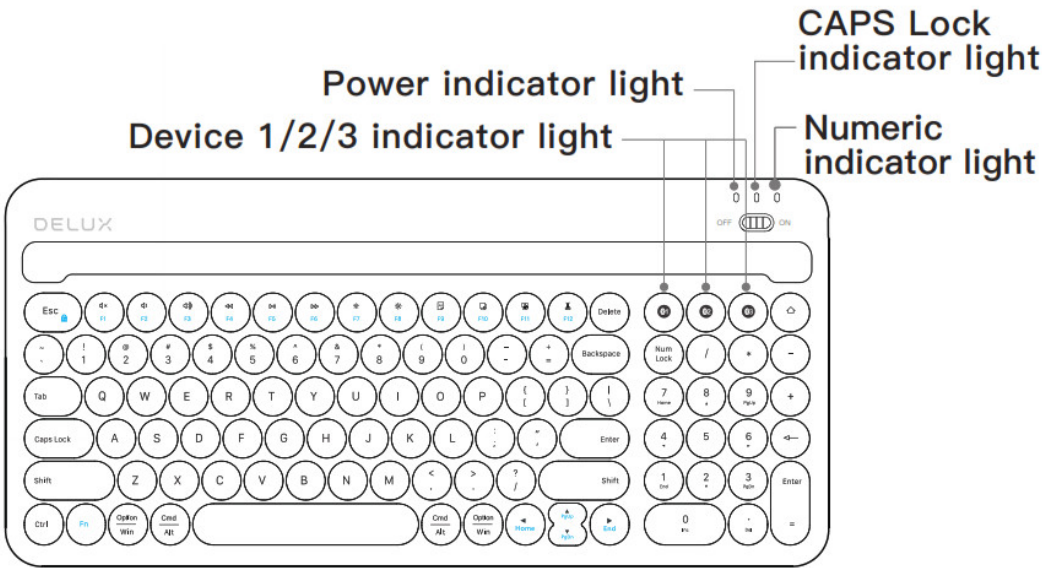 CAPS Lock
indicator light
Power indicator light
Device 1/2/3 indicator light
Numeric
indicator light
DELUX
OFF ON
Esc F1 F2 F3 F4 F5 F6 F7 F8 F9 F10 F11 F12 Delete 1 2 3
! @ # $ % ^ & * ( ) - + Backspace Num / * -
1 2 3 4 5 6 7 8 9 0 - = Lock
Tab Q W E R T Y U I O P { } | 7 8 9 +
[ ] \ Home PgUp
Caps Lock A S D F G H J K L : " Enter 4 5 6
; '
Shift Z X C V B N M < > ? Shift 1 2 3 Enter
, . / End PgDn
Ctrl Fn Option Cmd Cmd Option Home PgUp End 0 . =
Win Alt Alt Win PgDn Ins